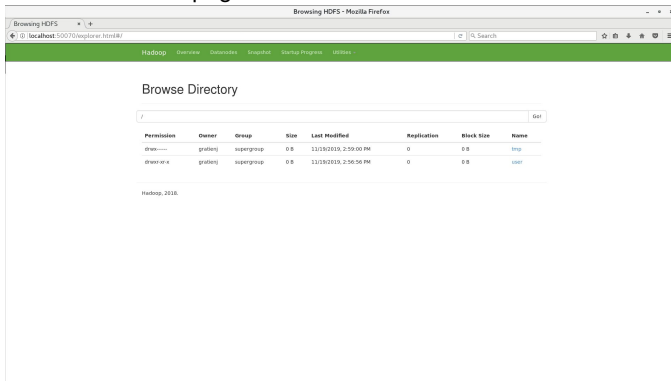 Browsing HDFS - Mozilla Firefox
Browsing HDFS × +
localhost:50070/explorer.html#/ Search
Hadoop Overview Datanodes Snapshot Startup Progress Utilities
Browse Directory
/ Go!
Permission Owner Group Size Last Modified Replication Block Size Name
drwx------ gratienj supergroup 0 B 11/19/2019, 2:59:00 PM 0 0 B tmp
drwxr-xr-x gratienj supergroup 0 B 11/19/2019, 2:56:56 PM 0 0 B user
Hadoop, 2018.